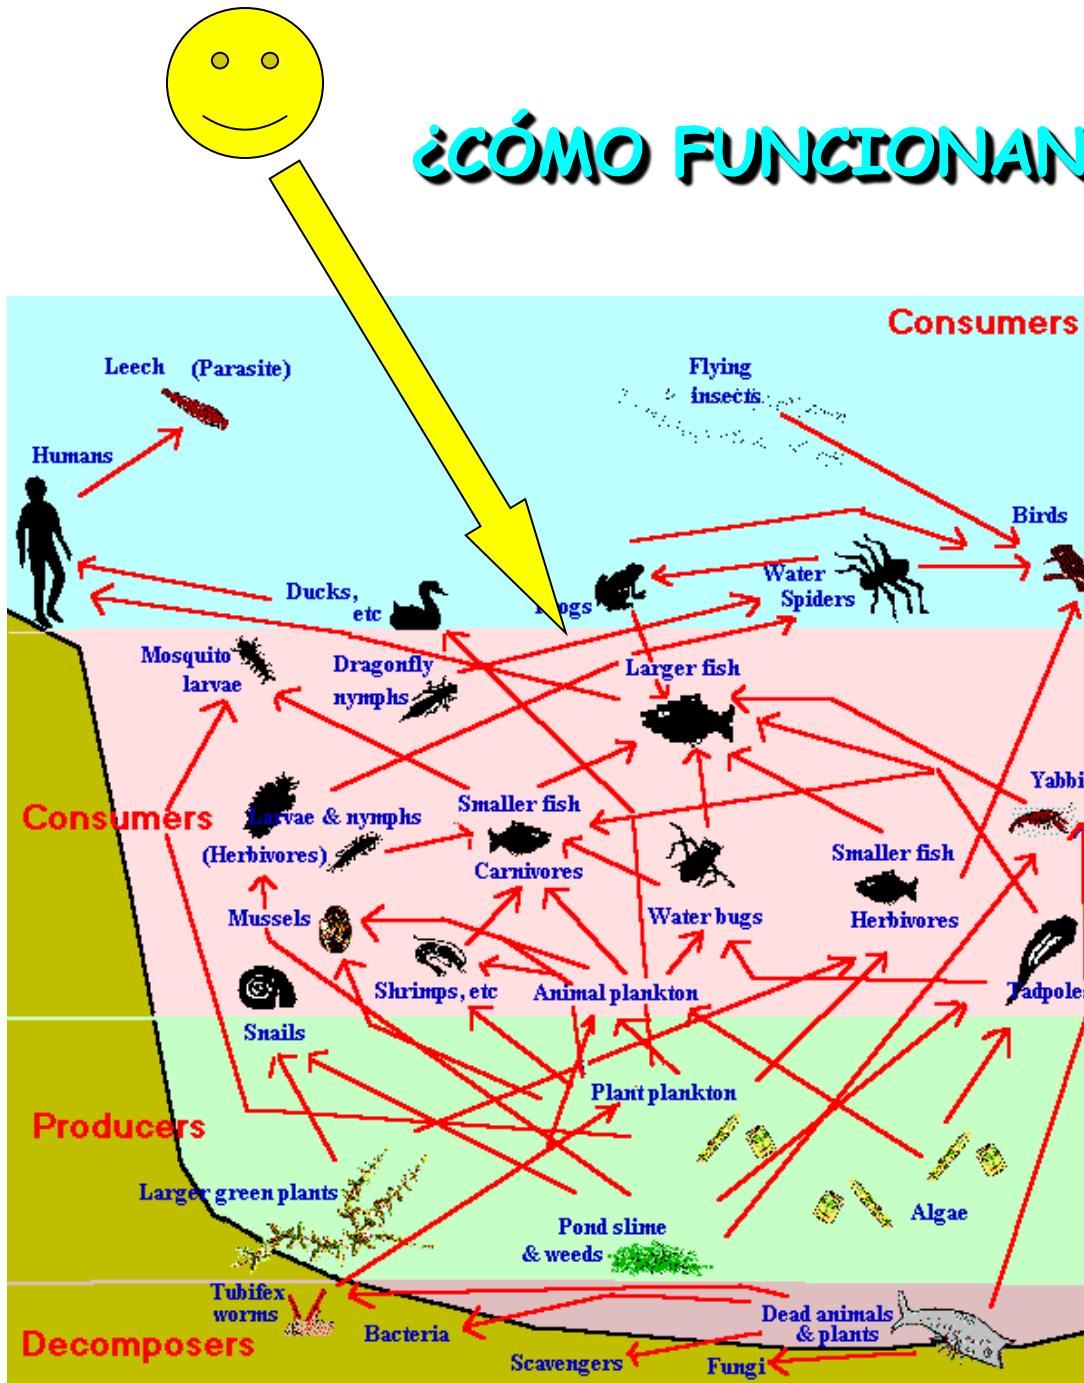 ¿CÓMO FUNCIONAN
Consumers
Leech (Parasite)
Flying
insects
Humans
Birds
Water
Spiders
Ducks,
etc
Mosquito
larvae
Dragonfly
nymphs
Larger fish
Consumers
Larvae & nymphs
(Herbivores)
Smaller fish
Carnivores
Smaller fish
Herbivores
Mussels
Water bugs
Shrimps, etc
Animal plankton
Tadpoles
Snails
Plant plankton
Producers
Larger green plants
Algae
Pond slime
& weeds
Tubifex
worms
Bacteria
Dead animals
& plants
Decomposers
Scavengers
Fungi